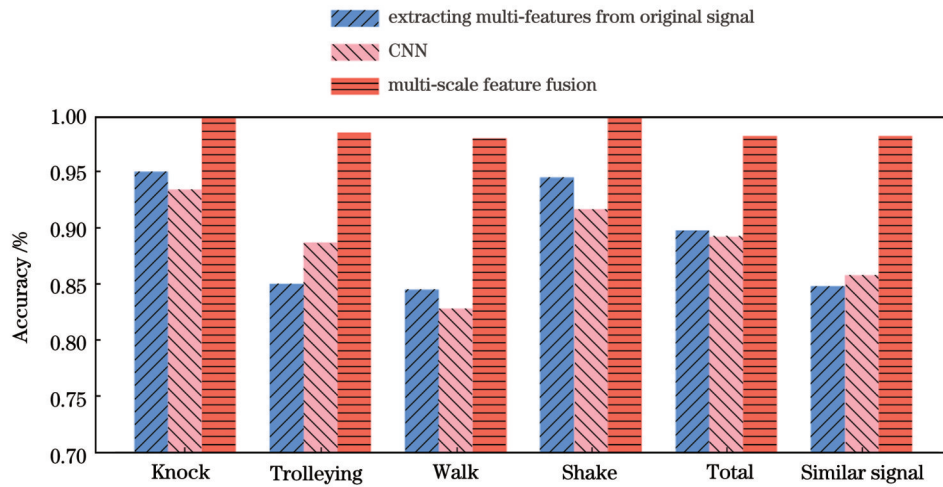 extracting multi-features from original signal
CNN
multi-scale feature fusion
1.00
0.95
0.90
0.85
0.80
0.75
0.70
Accuracy /%
Knock Trolleying Walk Shake Total Similar signal